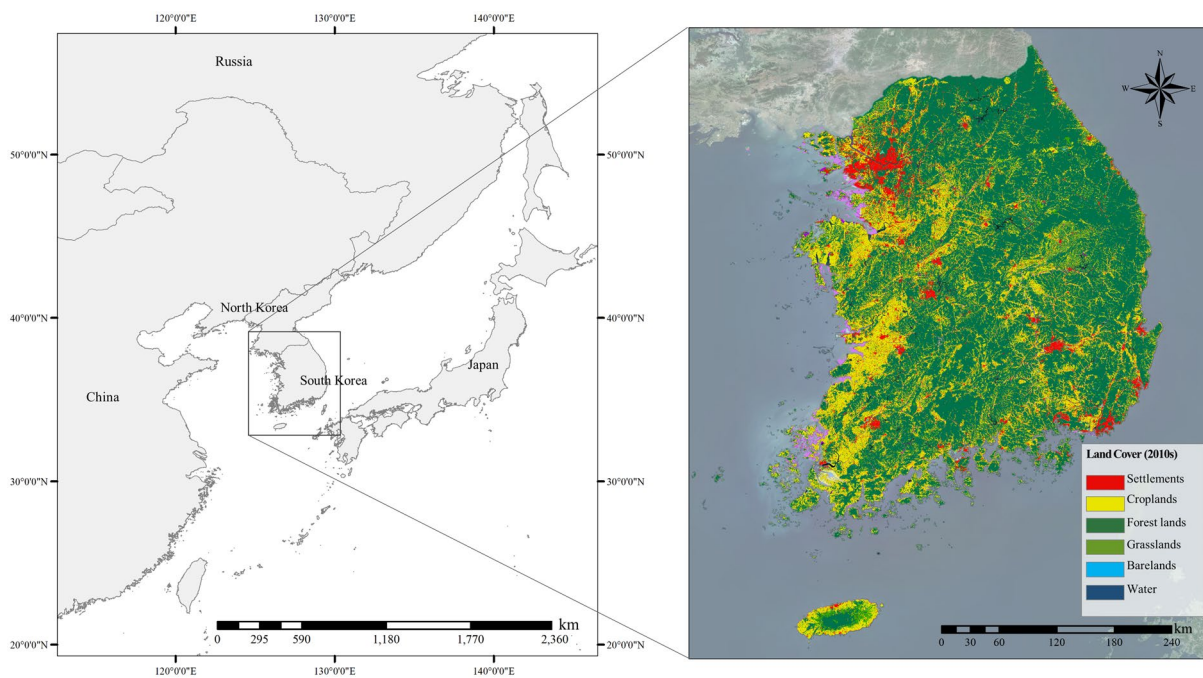 120°0'0"E 130°0'0"E 140°0'0"E
Russia
50°0'0"N 50°0'0"N
North Korea
40°0'0"N 40°0'0"N
South Korea
Japan
China
30°0'0"N 30°0'0"N
20°0'0"N 20°0'0"N
0 295 590 1,180 1,770 2,360 km
120°0'0"E 130°0'0"E 140°0'0"E
N
W E
S
Land Cover (2010s)
Settlements
Croplands
Forest lands
Grasslands
Barelands
Water
0 30 60 120 180 240 km